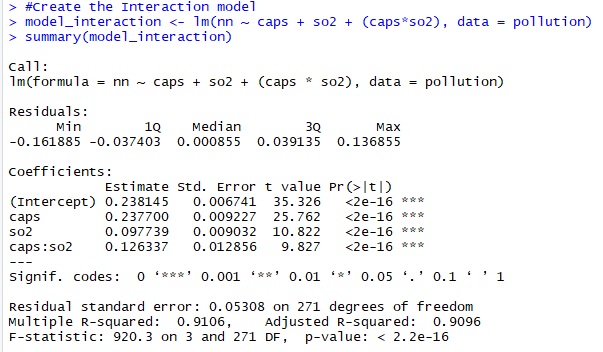 > #Create the Interaction model
> model_interaction <- lm(nn ~ caps + so2 + (caps*so2), data = pollution)
> summary(model_interaction)
Call:
lm(formula = nn ~ caps + so2 + (caps * so2), data = pollution)
Residuals:
Min 1Q Median 3Q Max
-0.161885 -0.037403 0.000855 0.039135 0.136855
Coefficients:
Estimate Std. Error t value Pr(>|t|)
(Intercept) 0.238145 0.006741 35.326 <2e-16 ***
caps 0.237700 0.009227 25.762 <2e-16 ***
so2 0.097739 0.009032 10.822 <2e-16 ***
caps:so2 0.126337 0.012856 9.827 <2e-16 ***
---
Signif. codes: 0 ‘***’ 0.001 ‘**’ 0.01 ‘*’ 0.05 ‘.’ 0.1 ‘ ’ 1
Residual standard error: 0.05308 on 271 degrees of freedom
Multiple R-squared: 0.9106, Adjusted R-squared: 0.9096
F-statistic: 920.3 on 3 and 271 DF, p-value: < 2.2e-16